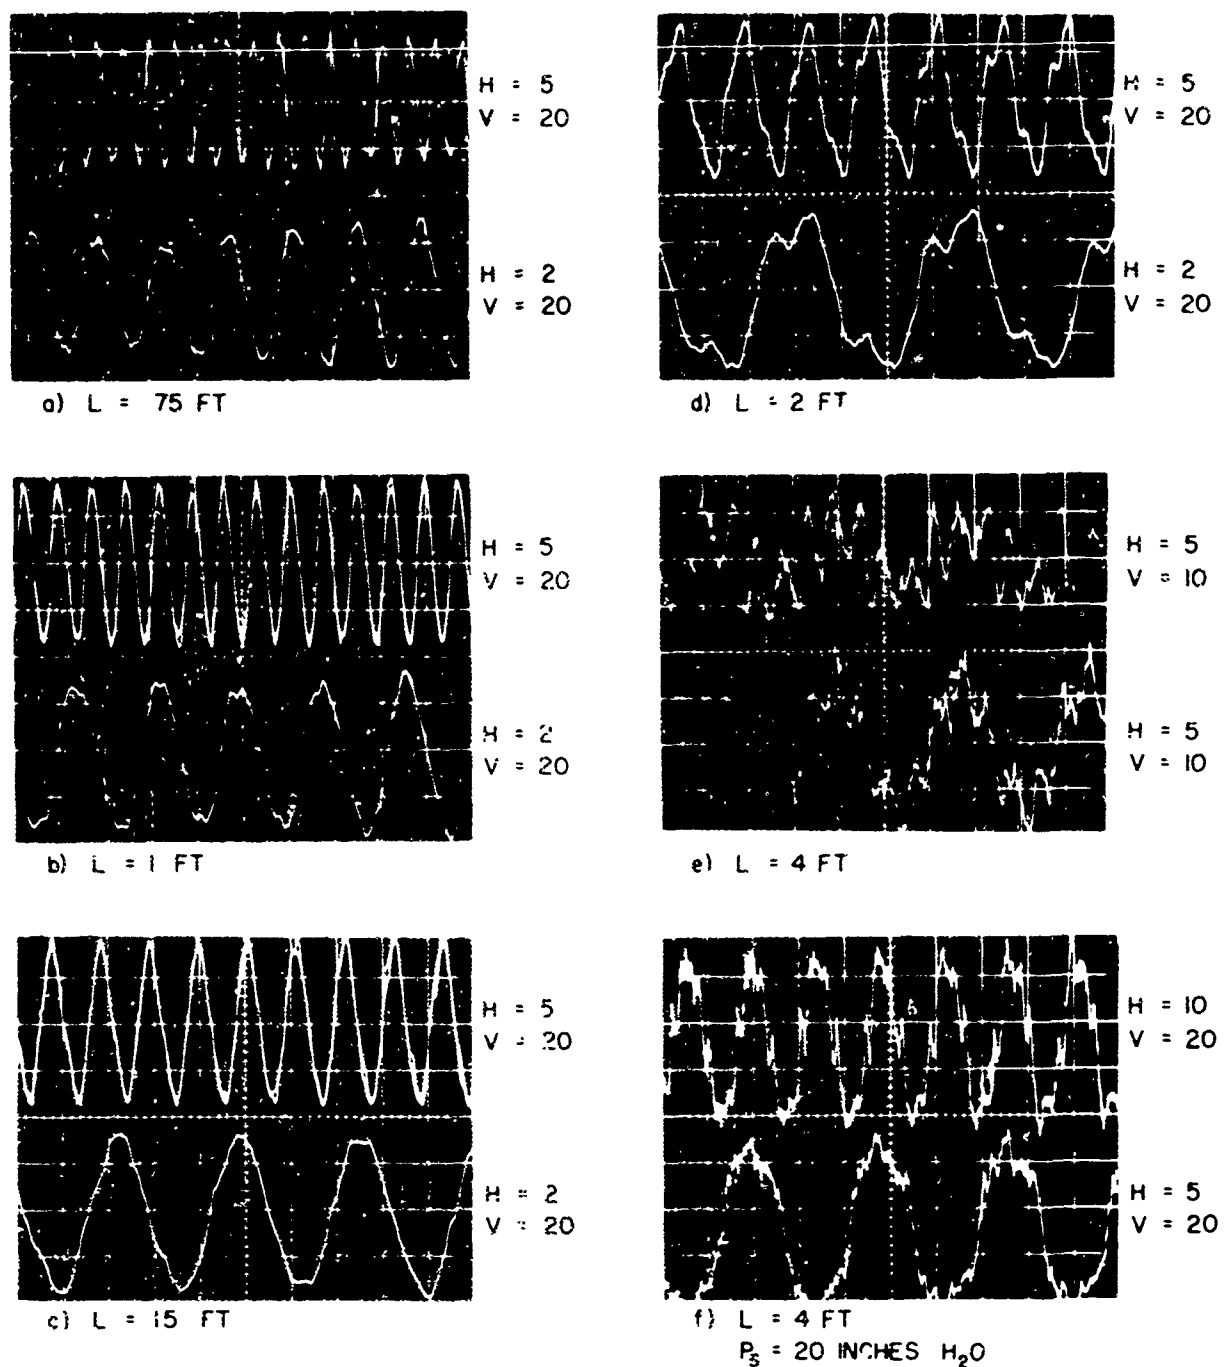 H = 5
V = 20
H = 2
V = 20
a) L = 75 FT
H = 5
V = 20
H = 2
V = 20
d) L = 2 FT
H = 5
V = 20
H = 2
V = 20
b) L = 1 FT
H = 5
V = 10
H = 5
V = 10
e) L = 4 FT
H = 5
V = 20
H = 2
V = 20
c) L = 15 FT
H = 10
V = 20
H = 5
V = 20
f) L = 4 FT
P_S = 20 INCHES H₂O